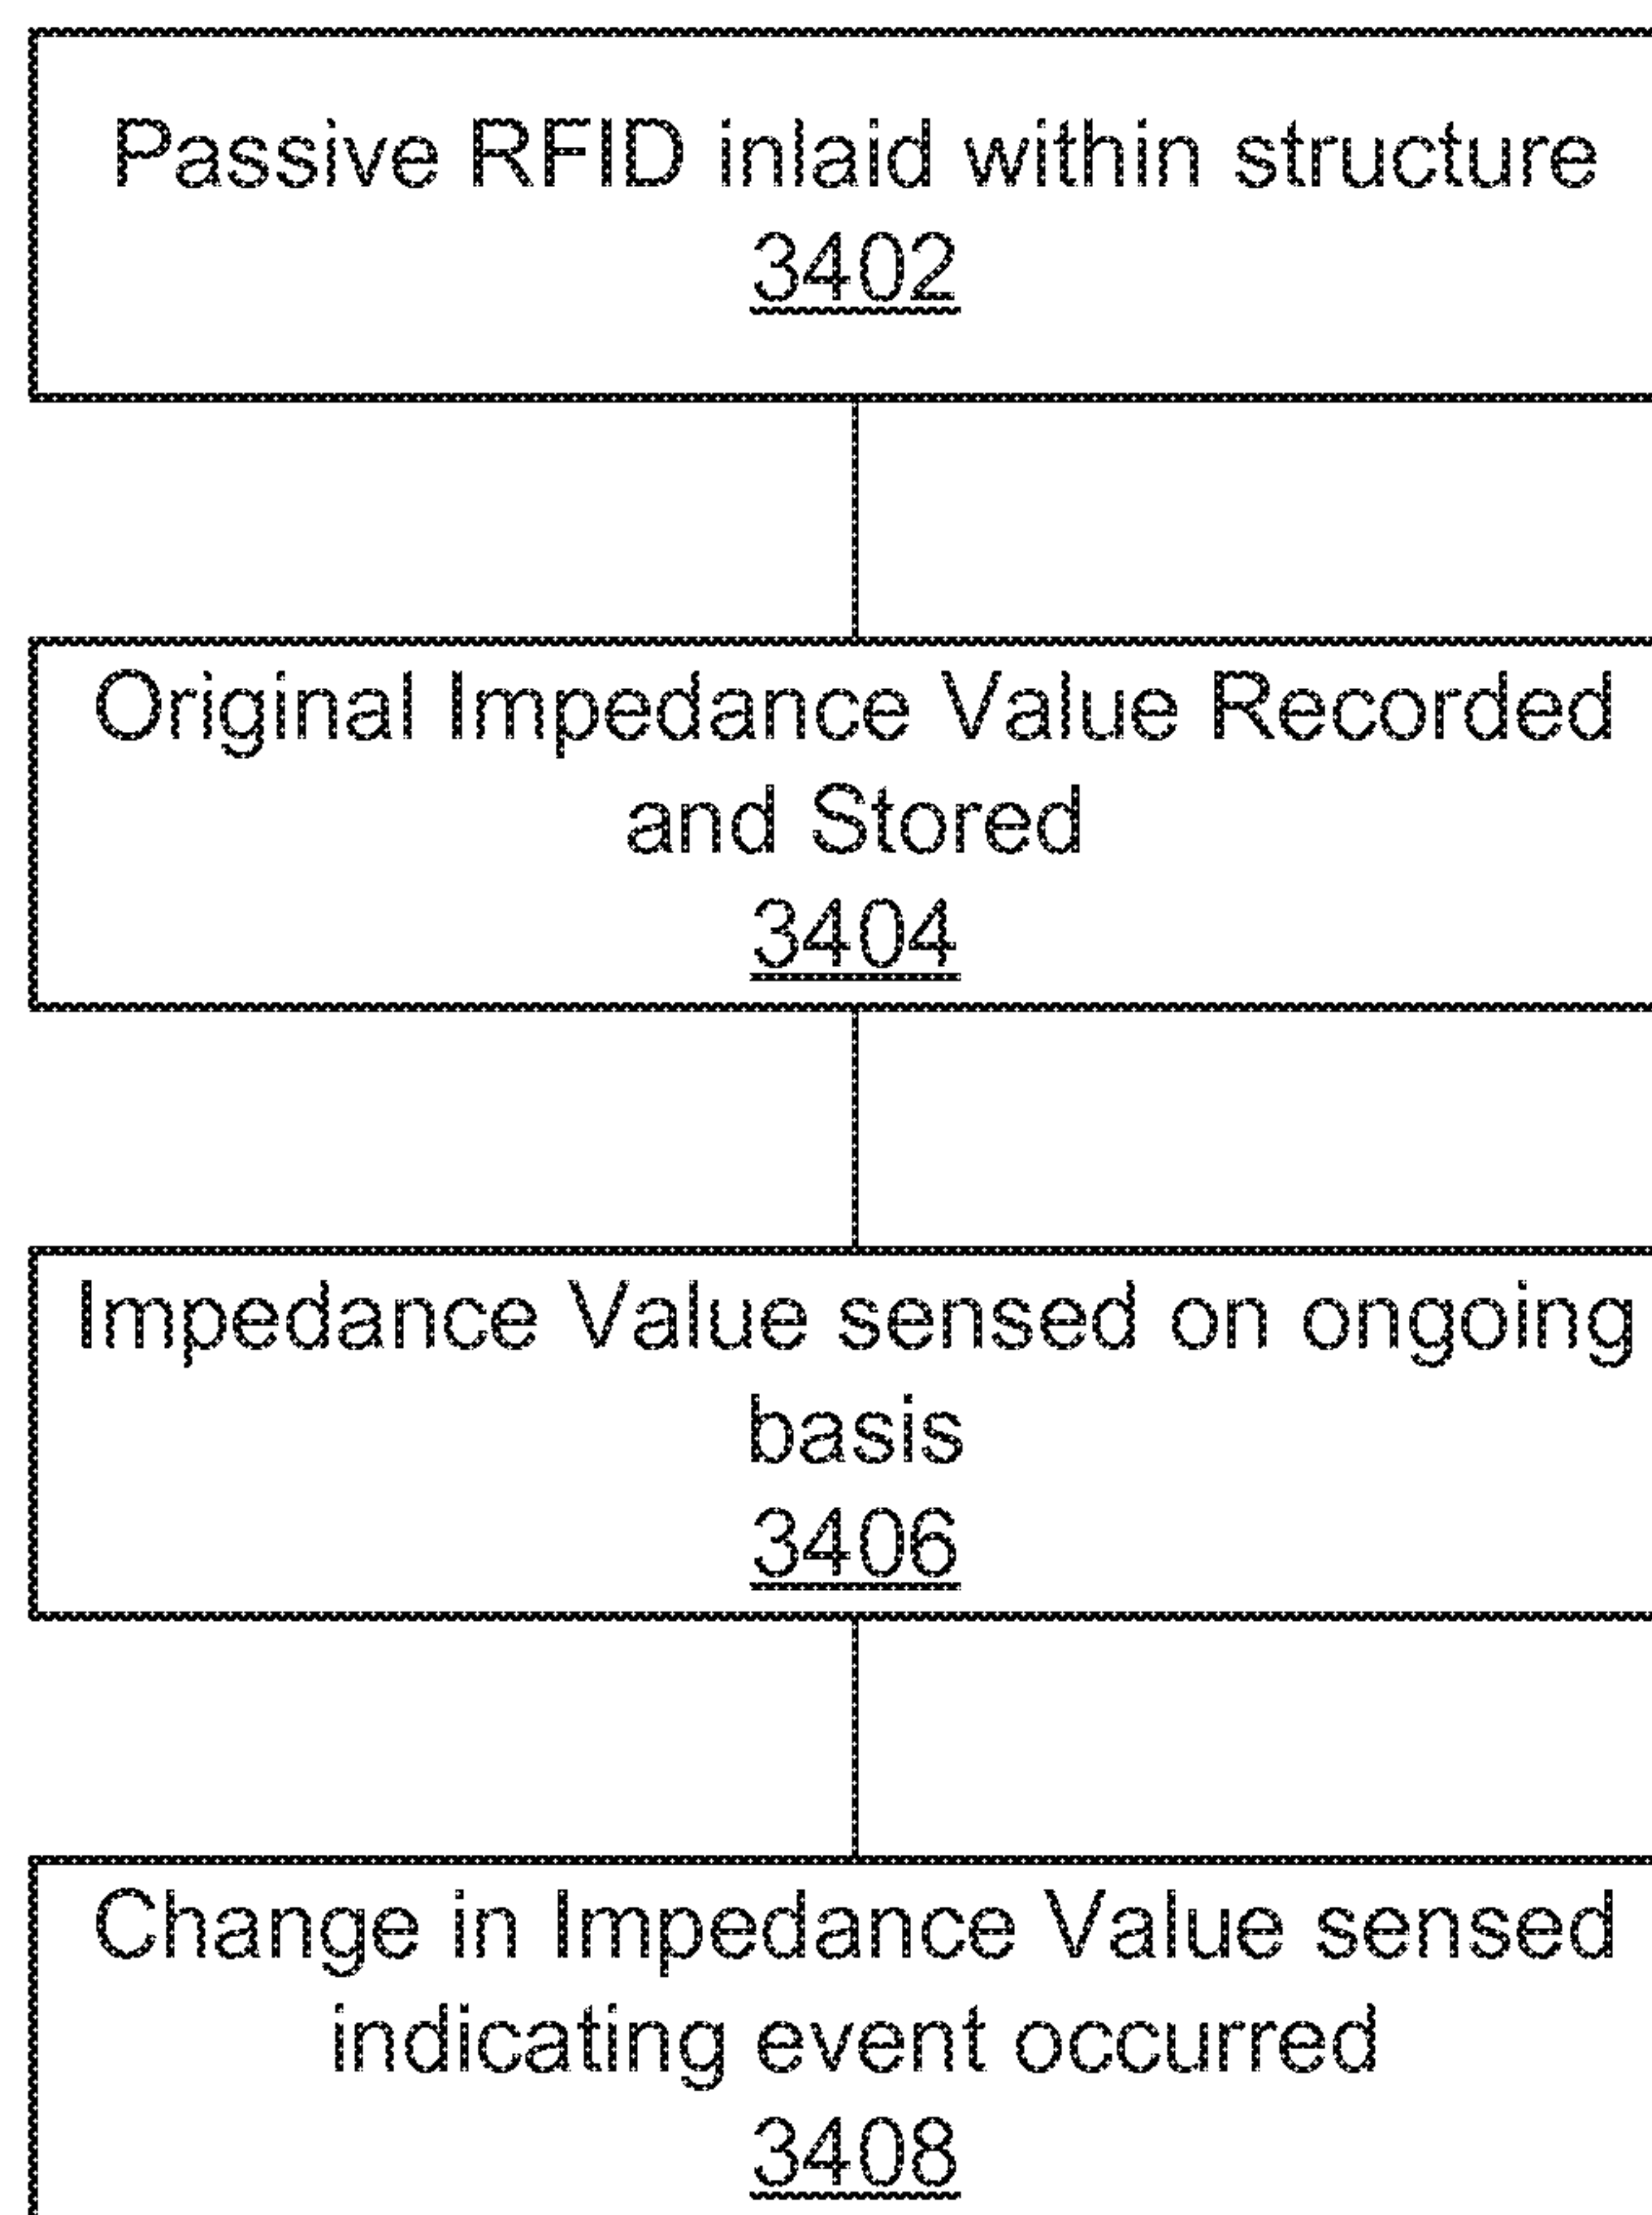 Passive RFID inlaid within structure
3402
Original Impedance Value Recorded
and Stored
3404
Impedance Value sensed on ongoing
basis
3406
Change in Impedance Value sensed
indicating event occurred
3408